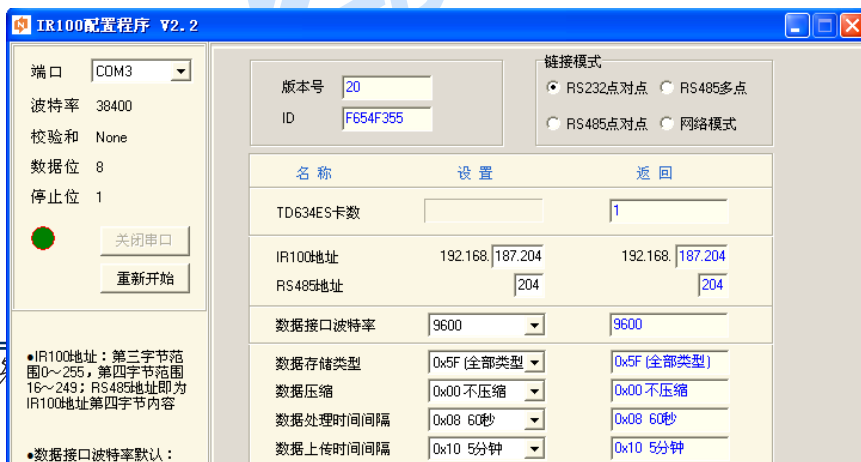 IR100配置程序 V2.2
端口 COM3
波特率 38400
校验和 None
数据位 8
停止位 1
关闭串口
重新开始
●IR100地址：第三字节范
围0～255，第四字节范围
16～249；RS485地址即为
IR100地址第四字节内容
●数据接口波特率默认：
版本号 20
ID F654F355
链接模式
RS232点对点 RS485多点
RS485点对点 网络模式
名 称 设 置 返 回
TD634ES卡数 1
IR100地址 192.168. 187.204 192.168. 187.204
RS485地址 204 204
数据接口波特率 9600 9600
数据存储类型 0x5F (全部类型 0x5F (全部类型)
数据压缩 0x00 不压缩 0x00 不压缩
数据处理时间间隔 0x08 60秒 0x08 60秒
数据上传时间间隔 0x10 5分钟 0x10 5分钟